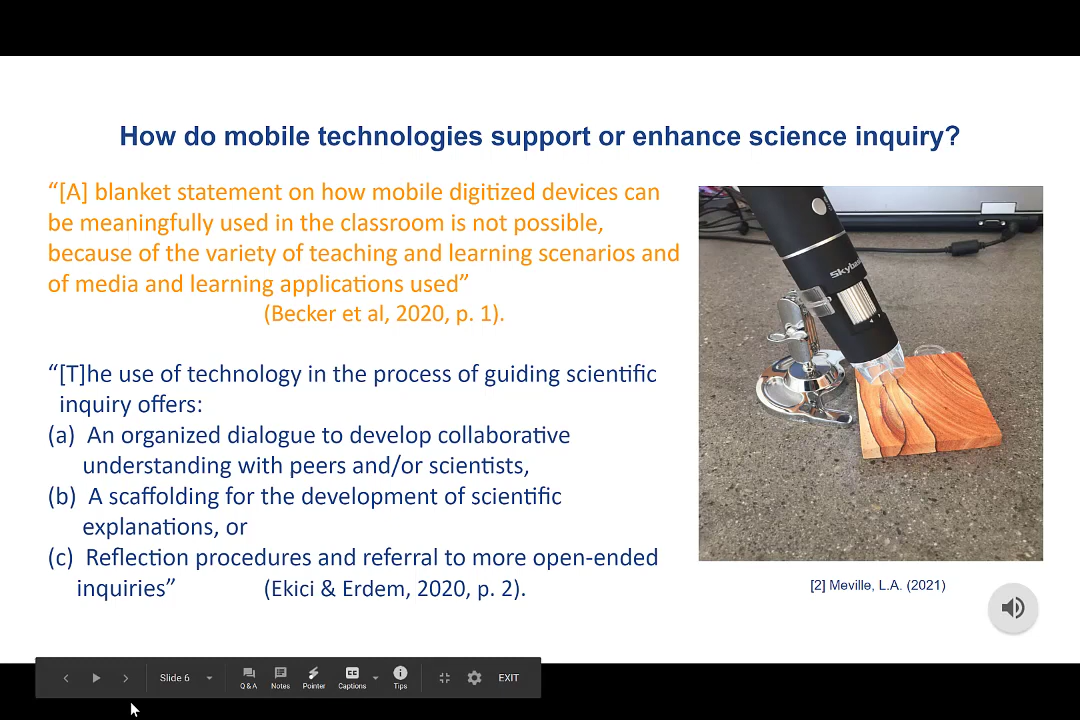 How do mobile technologies support or enhance science inquiry?
“[A] blanket statement on how mobile digitized devices can
be meaningfully used in the classroom is not possible,
because of the variety of teaching and learning scenarios and
of media and learning applications used”
(Becker et al, 2020, p. 1).
“[T]he use of technology in the process of guiding scientific
inquiry offers:
(a) An organized dialogue to develop collaborative
understanding with peers and/or scientists,
(b) A scaffolding for the development of scientific
explanations, or
(c) Reflection procedures and referral to more open-ended
inquiries” (Ekici & Erdem, 2020, p. 2).
[2] Meville, L.A. (2021)
Slide 6
Q & A
Notes
Pointer
CC
Captions
Tips
EXIT